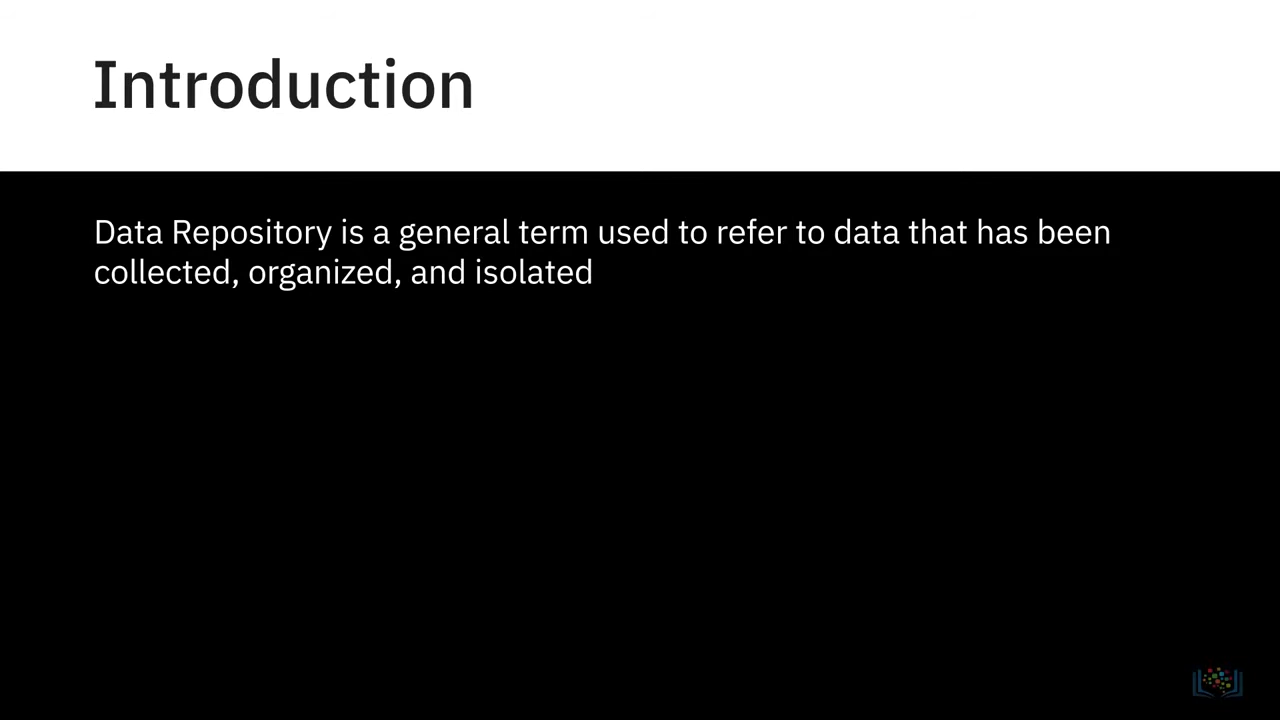 Introduction
Data Repository is a general term used to refer to data that has been
collected, organized, and isolated